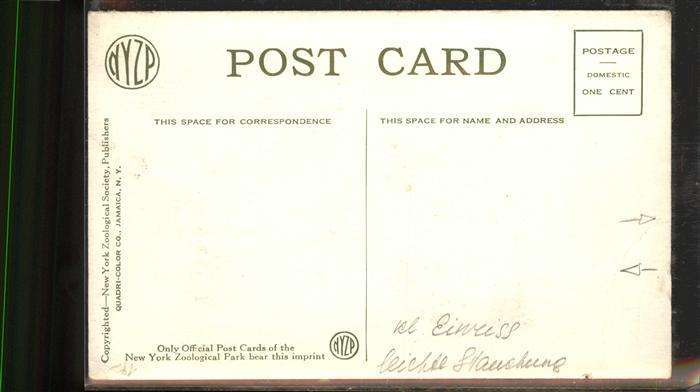 NYZP
POST CARD
POSTAGE
DOMESTIC
ONE CENT
THIS SPACE FOR CORRESPONDENCE
THIS SPACE FOR NAME AND ADDRESS
Copyrighted—New York Zoological Society, Publishers
QUADRI-COLOR CO., JAMAICA, N. Y.
kl Einriss
leichte Stauchung
Only Official Post Cards of the
New York Zoological Park bear this imprint
NYZP